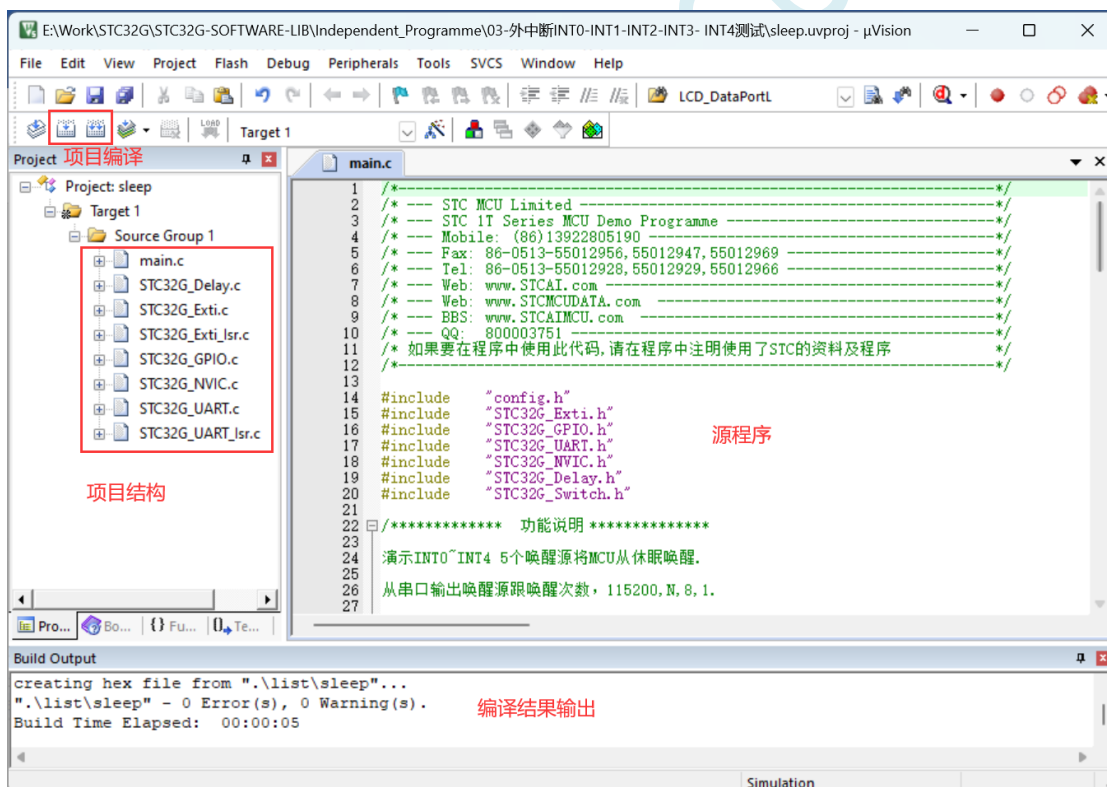 E:\Work\STC32G\STC32G-SOFTWARE-LIB\Independent_Programme\03-外中断INT0-INT1-INT2-INT3- INT4测试\sleep.uvproj - µVision
File Edit View Project Flash Debug Peripherals Tools SVCS Window Help
LCD_DataPortL
LOAD
Target 1
Project 项目编译
main.c
Project: sleep
Target 1
Source Group 1
main.c
STC32G_Delay.c
STC32G_Exti.c
STC32G_Exti_Isr.c
STC32G_GPIO.c
STC32G_NVIC.c
STC32G_UART.c
STC32G_UART_Isr.c
项目结构
1 /*---------------------------------------------------------------------*/
2 /* --- STC MCU Limited ------------------------------------------------*/
3 /* --- STC 1T Series MCU Demo Programme -------------------------------*/
4 /* --- Mobile: (86)13922805190 ----------------------------------------*/
5 /* --- Fax: 86-0513-55012956,55012947,55012969 ------------------------*/
6 /* --- Tel: 86-0513-55012928,55012929,55012966 ------------------------*/
7 /* --- Web: www.STCAI.com ---------------------------------------------*/
8 /* --- Web: www.STCMCUDATA.com  ---------------------------------------*/
9 /* --- BBS: www.STCAIMCU.com  -----------------------------------------*/
10 /* --- QQ:  800003751 -------------------------------------------------*/
11 /* 如果要在程序中使用此代码,请在程序中注明使用了STC的资料及程序 */
12 /*---------------------------------------------------------------------*/
13
14 #include "config.h"
15 #include "STC32G_Exti.h"
16 #include "STC32G_GPIO.h"
17 #include "STC32G_UART.h"
18 #include "STC32G_NVIC.h"
19 #include "STC32G_Delay.h"
20 #include "STC32G_Switch.h"
源程序
21
22 /************* 功能说明 **************
23
24 演示INT0~INT4 5个唤醒源将MCU从休眠唤醒.
25
26 从串口输出唤醒源跟唤醒次数，115200,N,8,1.
27
Pro... Bo... {} Fu... 0 Te...
Build Output
creating hex file from ".\list\sleep"...
".\list\sleep" - 0 Error(s), 0 Warning(s).
Build Time Elapsed: 00:00:05
编译结果输出
Simulation